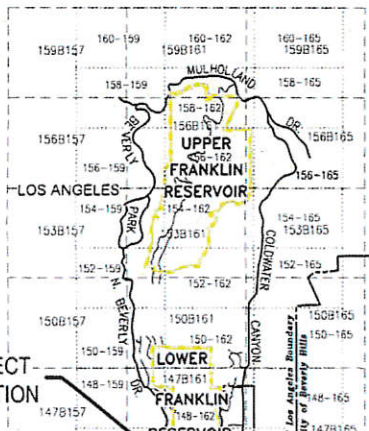 160-159 160-162 160-165
159B157 159B161 159B165
MULHOLLAND DR.
158-159 158-162 158-165
BEVERLY
156B157 156B161 156B165
UPPER
156-159 156-162 156-165
FRANKLIN
LOS ANGELES RESERVOIR
154-159 154-162 154-165
PARK
153B157 153B161 153B165
COLDWATER
152-159 152-162 152-165
N. BEVERLY DR.
150B157 150B161 150B165
CANYON
Los Angeles Boundary
City of Beverly Hills
150-159 150-162 150-165
LOWER
147B161
148-159 FRANKLIN 148-165
148-162
147B157 147B165
RESERVOIR